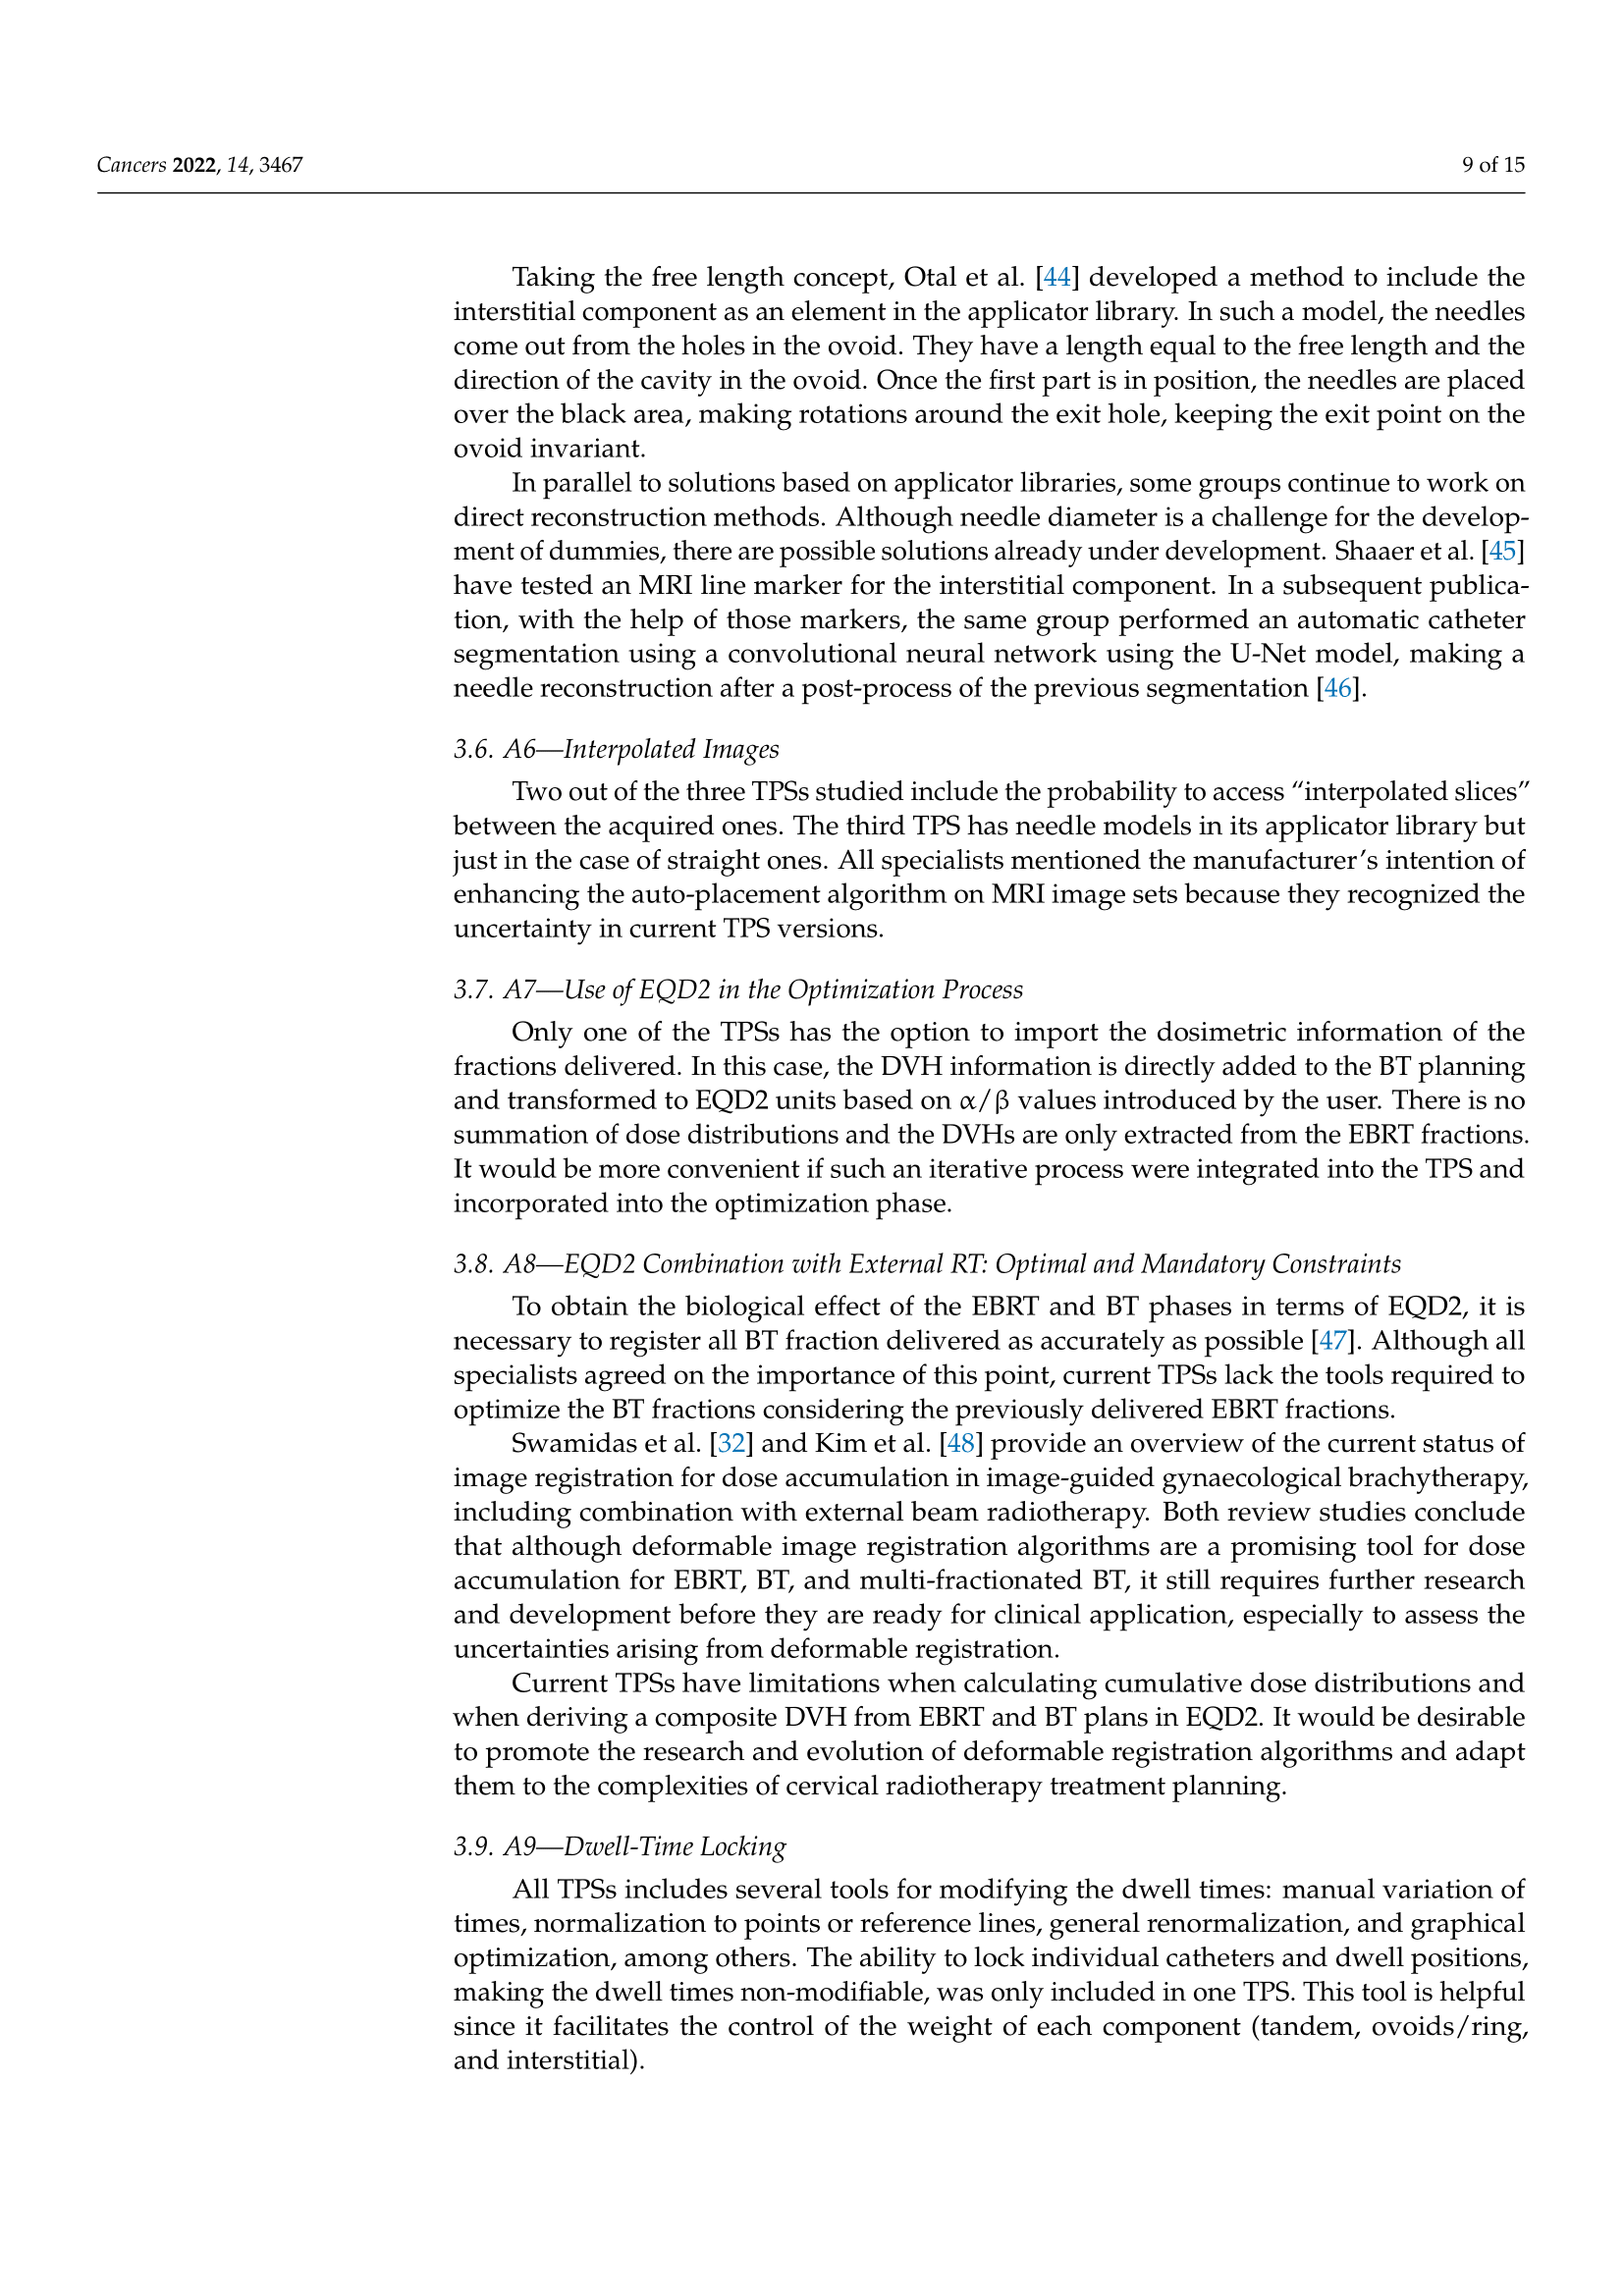 Cancers 2022, 14, 3467
9 of 15
Taking the free length concept, Otal et al. [44] developed a method to include the
interstitial component as an element in the applicator library. In such a model, the needles
come out from the holes in the ovoid. They have a length equal to the free length and the
direction of the cavity in the ovoid. Once the first part is in position, the needles are placed
over the black area, making rotations around the exit hole, keeping the exit point on the
ovoid invariant.
In parallel to solutions based on applicator libraries, some groups continue to work on
direct reconstruction methods. Although needle diameter is a challenge for the develop-
ment of dummies, there are possible solutions already under development. Shaaer et al. [45]
have tested an MRI line marker for the interstitial component. In a subsequent publica-
tion, with the help of those markers, the same group performed an automatic catheter
segmentation using a convolutional neural network using the U-Net model, making a
needle reconstruction after a post-process of the previous segmentation [46].
3.6. A6—Interpolated Images
Two out of the three TPSs studied include the probability to access “interpolated slices”
between the acquired ones. The third TPS has needle models in its applicator library but
just in the case of straight ones. All specialists mentioned the manufacturer’s intention of
enhancing the auto-placement algorithm on MRI image sets because they recognized the
uncertainty in current TPS versions.
3.7. A7—Use of EQD2 in the Optimization Process
Only one of the TPSs has the option to import the dosimetric information of the
fractions delivered. In this case, the DVH information is directly added to the BT planning
and transformed to EQD2 units based on α/β values introduced by the user. There is no
summation of dose distributions and the DVHs are only extracted from the EBRT fractions.
It would be more convenient if such an iterative process were integrated into the TPS and
incorporated into the optimization phase.
3.8. A8—EQD2 Combination with External RT: Optimal and Mandatory Constraints
To obtain the biological effect of the EBRT and BT phases in terms of EQD2, it is
necessary to register all BT fraction delivered as accurately as possible [47]. Although all
specialists agreed on the importance of this point, current TPSs lack the tools required to
optimize the BT fractions considering the previously delivered EBRT fractions.
Swamidas et al. [32] and Kim et al. [48] provide an overview of the current status of
image registration for dose accumulation in image-guided gynaecological brachytherapy,
including combination with external beam radiotherapy. Both review studies conclude
that although deformable image registration algorithms are a promising tool for dose
accumulation for EBRT, BT, and multi-fractionated BT, it still requires further research
and development before they are ready for clinical application, especially to assess the
uncertainties arising from deformable registration.
Current TPSs have limitations when calculating cumulative dose distributions and
when deriving a composite DVH from EBRT and BT plans in EQD2. It would be desirable
to promote the research and evolution of deformable registration algorithms and adapt
them to the complexities of cervical radiotherapy treatment planning.
3.9. A9—Dwell-Time Locking
All TPSs includes several tools for modifying the dwell times: manual variation of
times, normalization to points or reference lines, general renormalization, and graphical
optimization, among others. The ability to lock individual catheters and dwell positions,
making the dwell times non-modifiable, was only included in one TPS. This tool is helpful
since it facilitates the control of the weight of each component (tandem, ovoids/ring,
and interstitial).